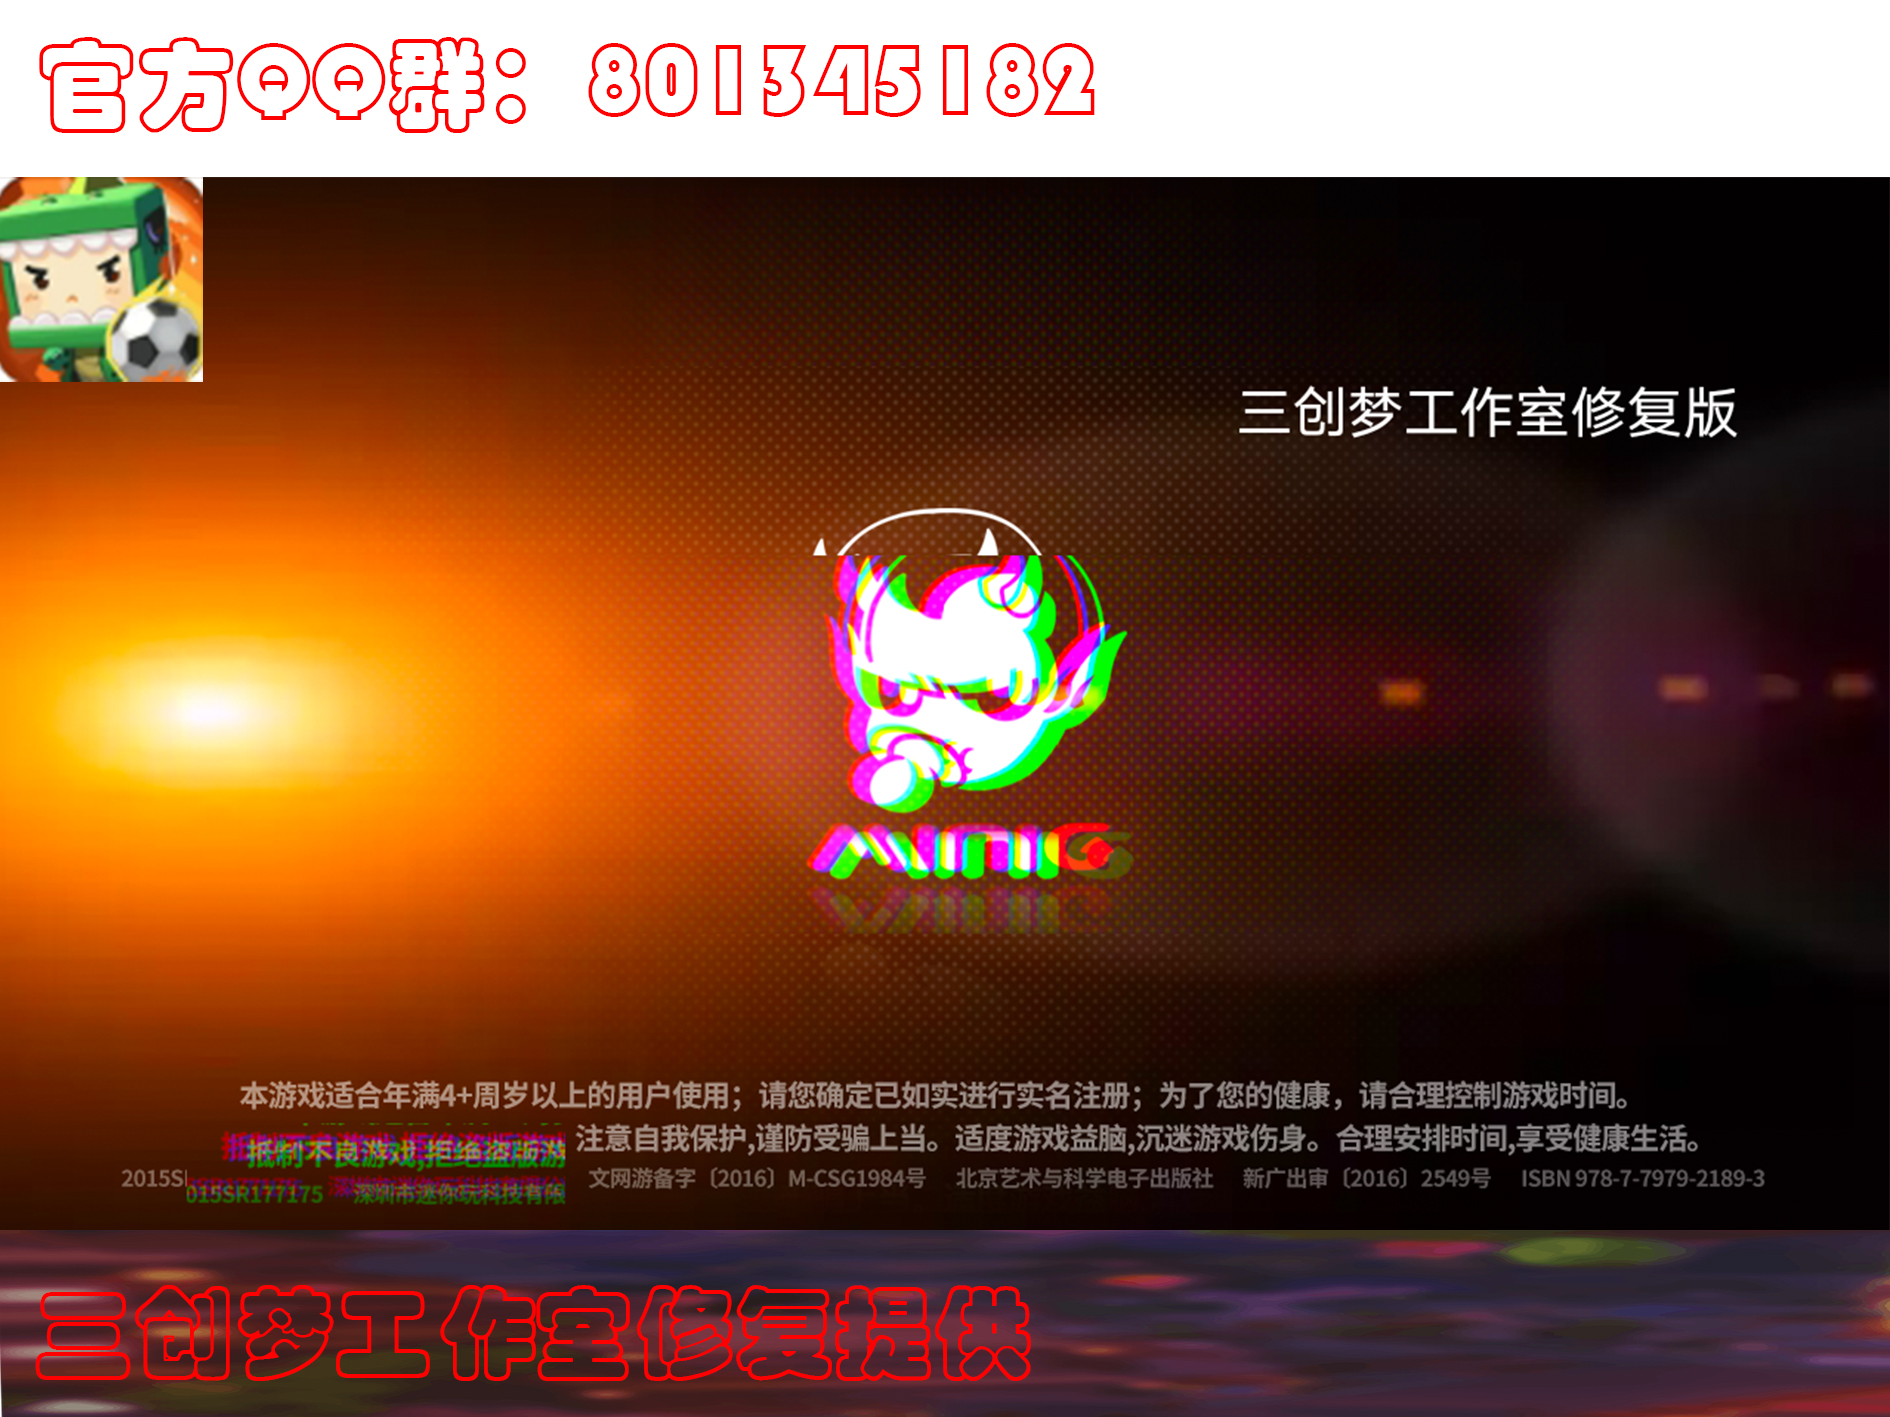 官方QQ群：801345182
三创梦工作室修复版
MINIG
本游戏适合年满4+周岁以上的用户使用；请您确定已如实进行实名注册；为了您的健康，请合理控制游戏时间。
抵制不良游戏,拒绝盗版游 注意自我保护,谨防受骗上当。适度游戏益脑,沉迷游戏伤身。合理安排时间,享受健康生活。
2015S 015SR177175 深圳市迷你玩科技有限 文网游备字〔2016〕M-CSG1984号 北京艺术与科学电子出版社 新广出审〔2016〕2549号 ISBN 978-7-7979-2189-3
三创梦工作室修复提供